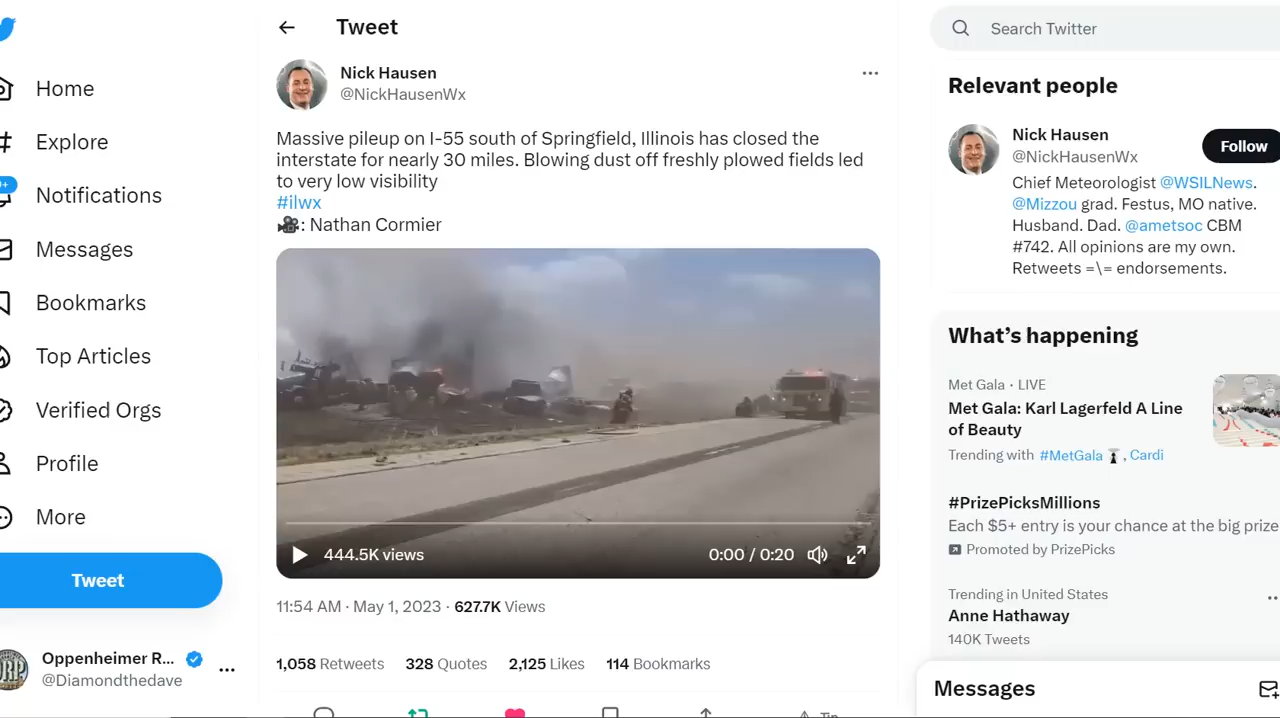 Tweet
Search Twitter
Home
Explore
Notifications
Messages
Bookmarks
Top Articles
Verified Orgs
Profile
More
Tweet
Oppenheimer R...
@Diamondthedave
Nick Hausen
@NickHausenWx
Massive pileup on I-55 south of Springfield, Illinois has closed the
interstate for nearly 30 miles. Blowing dust off freshly plowed fields led
to very low visibility
#ilwx
🎥: Nathan Cormier
444.5K views
0:00 / 0:20
11:54 AM · May 1, 2023 · 627.7K Views
1,058 Retweets 328 Quotes 2,125 Likes 114 Bookmarks
Tip
Relevant people
Nick Hausen
@NickHausenWx
Follow
Chief Meteorologist @WSILNews.
@Mizzou grad. Festus, MO native.
Husband. Dad. @ametsoc CBM
#742. All opinions are my own.
Retweets =\= endorsements.
What's happening
Met Gala · LIVE
Met Gala: Karl Lagerfeld A Line
of Beauty
Trending with #MetGala, Cardi
#PrizePicksMillions
Each $5+ entry is your chance at the big prize
Promoted by PrizePicks
Trending in United States
Anne Hathaway
140K Tweets
Messages